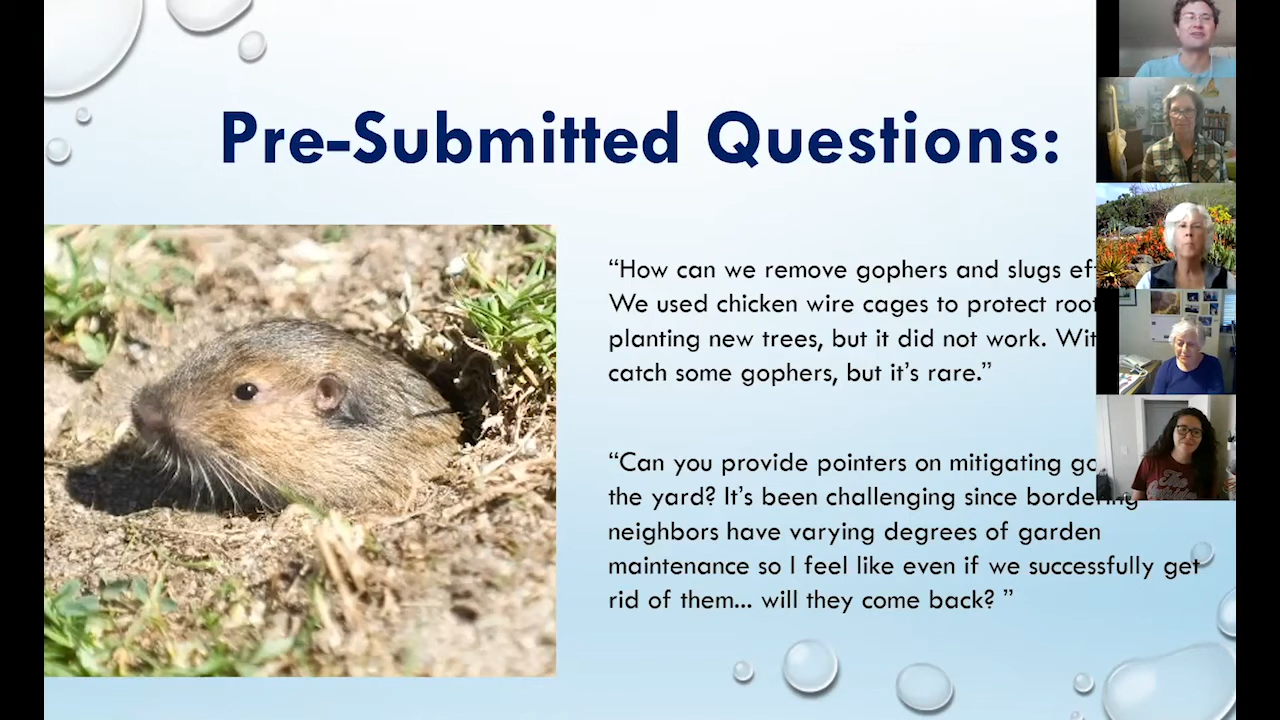 Pre-Submitted Questions:
“How can we remove gophers and slugs
We used chicken wire cages to protect
planting new trees, but it did not work.
catch some gophers, but it’s rare.”
“Can you provide pointers on mitigating
the yard? It’s been challenging since bordering
neighbors have varying degrees of garden
maintenance so I feel like even if we successfully get
rid of them... will they come back? ”